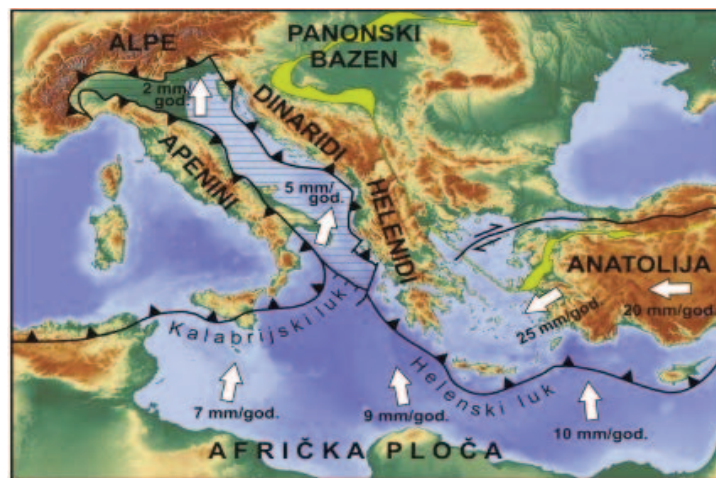 ALPE
PANONSKI
BAZEN
2 mm/
god.
DINARIDI
APENINI
5 mm/
god.
HELENIDI
ANATOLIJA
20 mm/god.
25 mm/god.
Kalabrijski luk
Helenski luk
7 mm/god.
9 mm/god.
10 mm/god.
AFRIČKA PLOČA